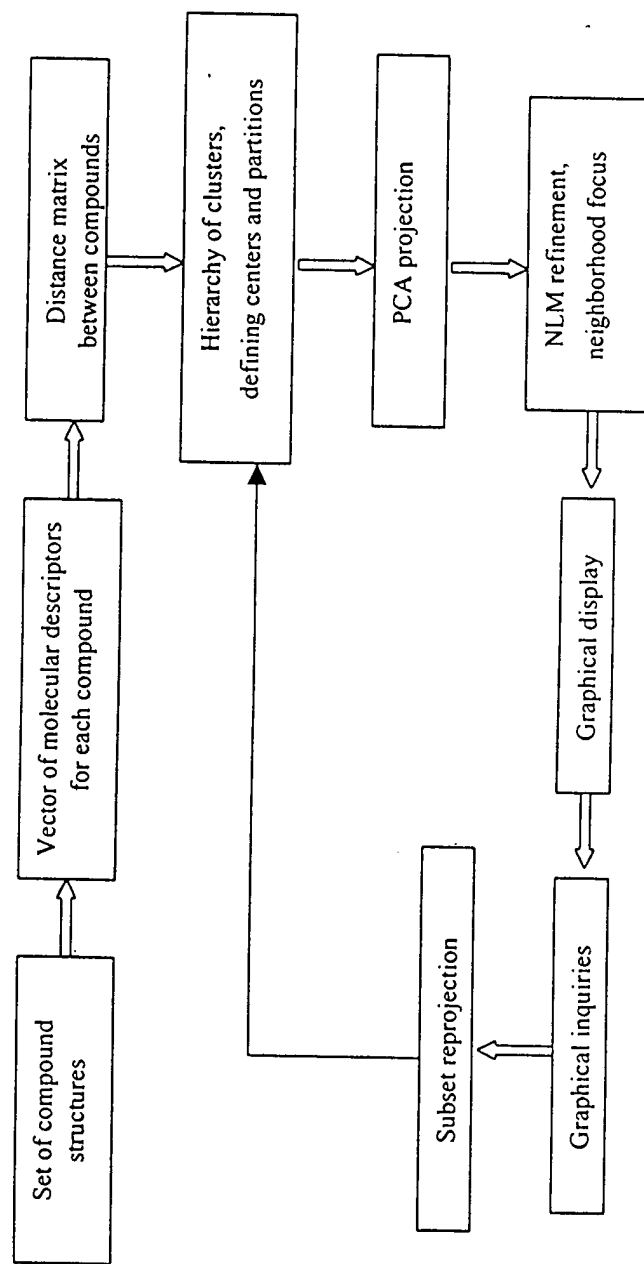 Set of compound
structures
Vector of molecular descriptors
for each compound
Distance matrix
between compounds
Hierarchy of clusters,
defining centers and partitions
PCA projection
NLM refinement,
neighborhood focus
Graphical display
Graphical inquiries
Subset reprojection